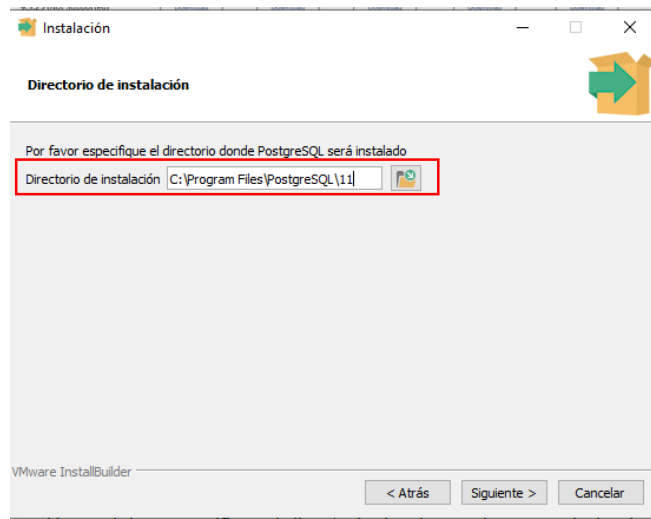 Instalación
Directorio de instalación
Por favor especifique el directorio donde PostgreSQL será instalado
Directorio de instalación C:\Program Files\PostgreSQL\11
VMware InstallBuilder
< Atrás Siguiente > Cancelar